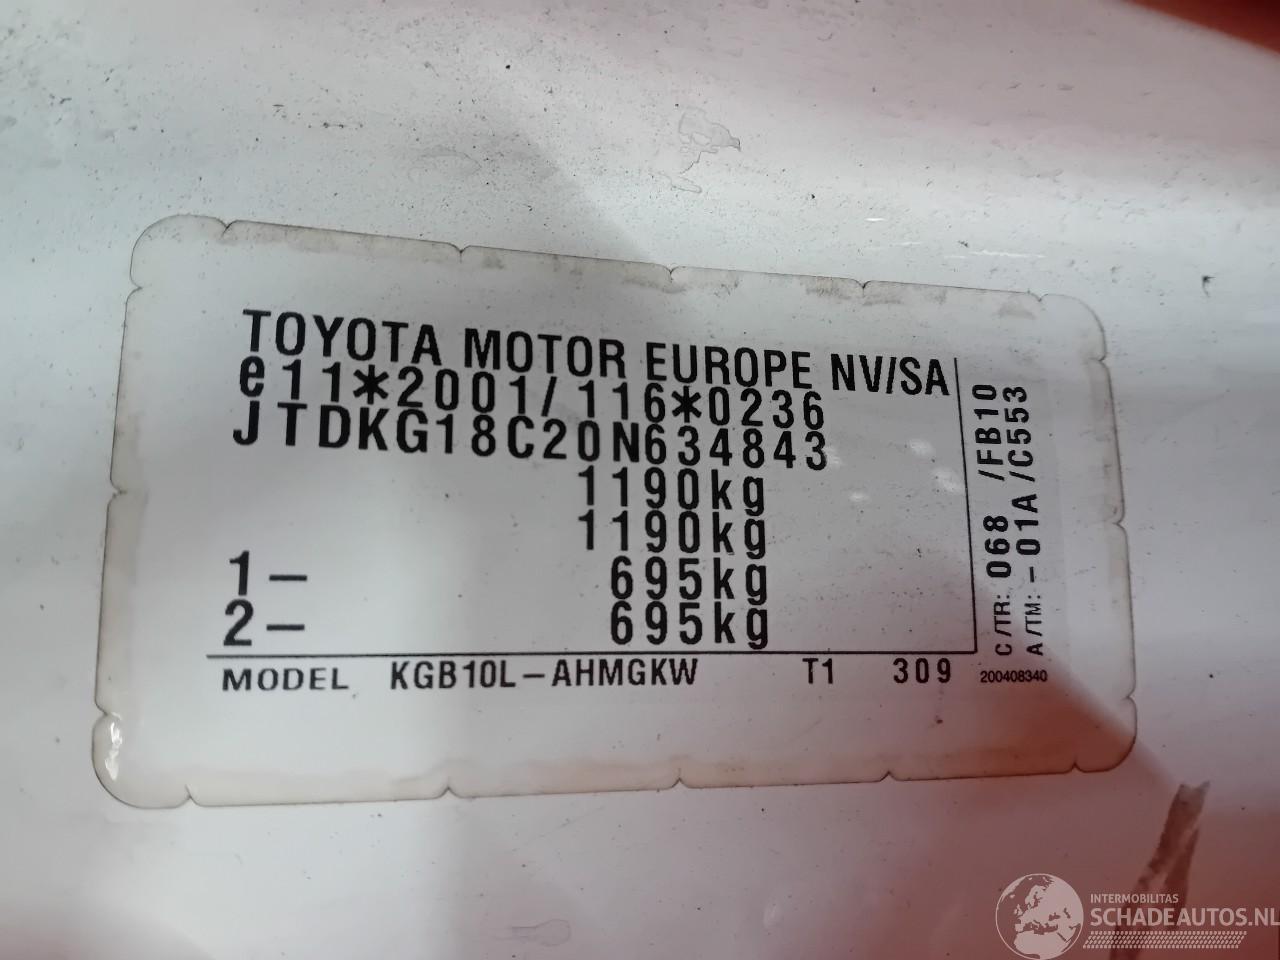 TOYOTA MOTOR EUROPE NV/SA
e11*2001/116*0236
JTDKG18C20N634843
1190kg
1190kg
1- 695kg
2- 695kg
MODEL KGB10L-AHMGKW T1 309
C/TR: 068 /FB10
A/TM: -01A /C553
200408340
INTERMOBILITAS
SCHADEAUTOS.NL